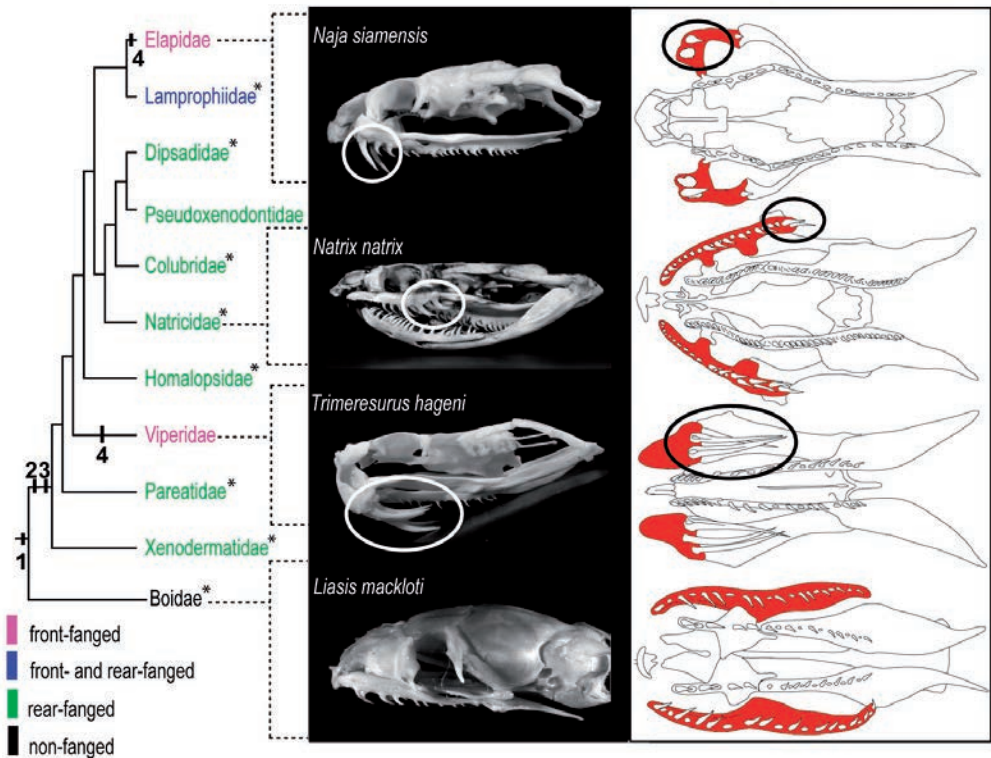 Elapidae
4
Lamprophiidae*
Dipsadidae*
Pseudoxenodontidae
Colubridae*
Natricidae*
Homalopsidae*
Viperidae
4
23
Pareatidae*
Xenodermatidae*
1
Boidae*
front-fanged
front- and rear-fanged
rear-fanged
non-fanged
Naja siamensis
Natrix natrix
Trimeresurus hageni
Liasis mackloti